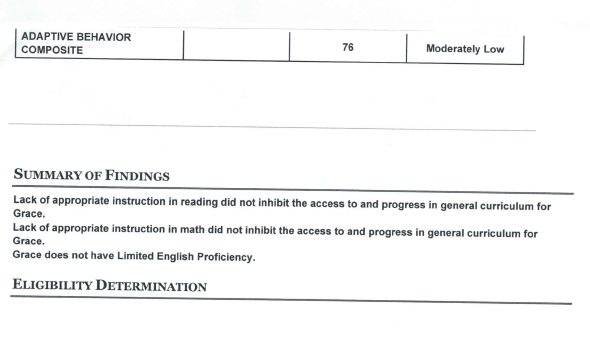 ADAPTIVE BEHAVIOR
COMPOSITE 76 Moderately Low
SUMMARY OF FINDINGS
Lack of appropriate instruction in reading did not inhibit the access to and progress in general curriculum for
Grace.
Lack of appropriate instruction in math did not inhibit the access to and progress in general curriculum for
Grace.
Grace does not have Limited English Proficiency.
ELIGIBILITY DETERMINATION